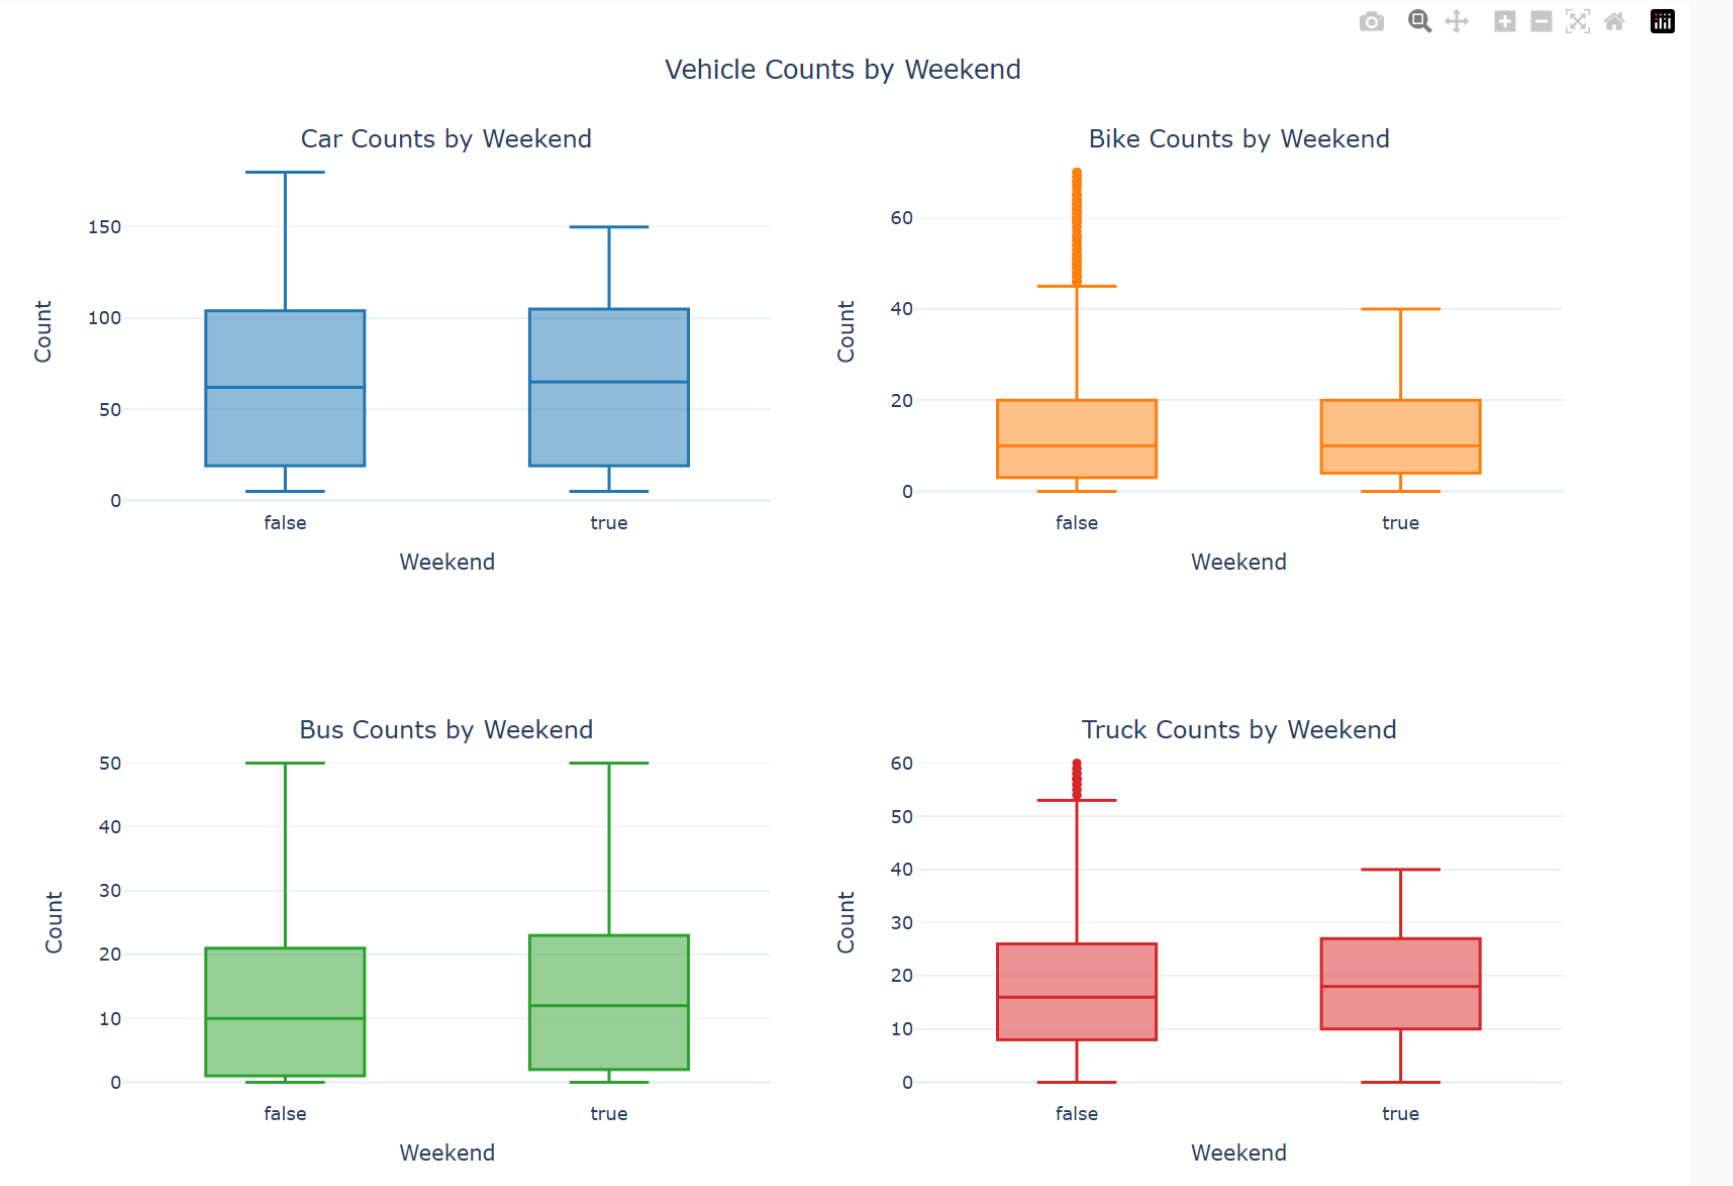 Vehicle Counts by Weekend
Car Counts by Weekend
150
100
50
0
Count
false
true
Weekend
Bike Counts by Weekend
60
40
20
0
Count
false
true
Weekend
Bus Counts by Weekend
50
40
30
20
10
0
Count
false
true
Weekend
Truck Counts by Weekend
60
50
40
30
20
10
0
Count
false
true
Weekend